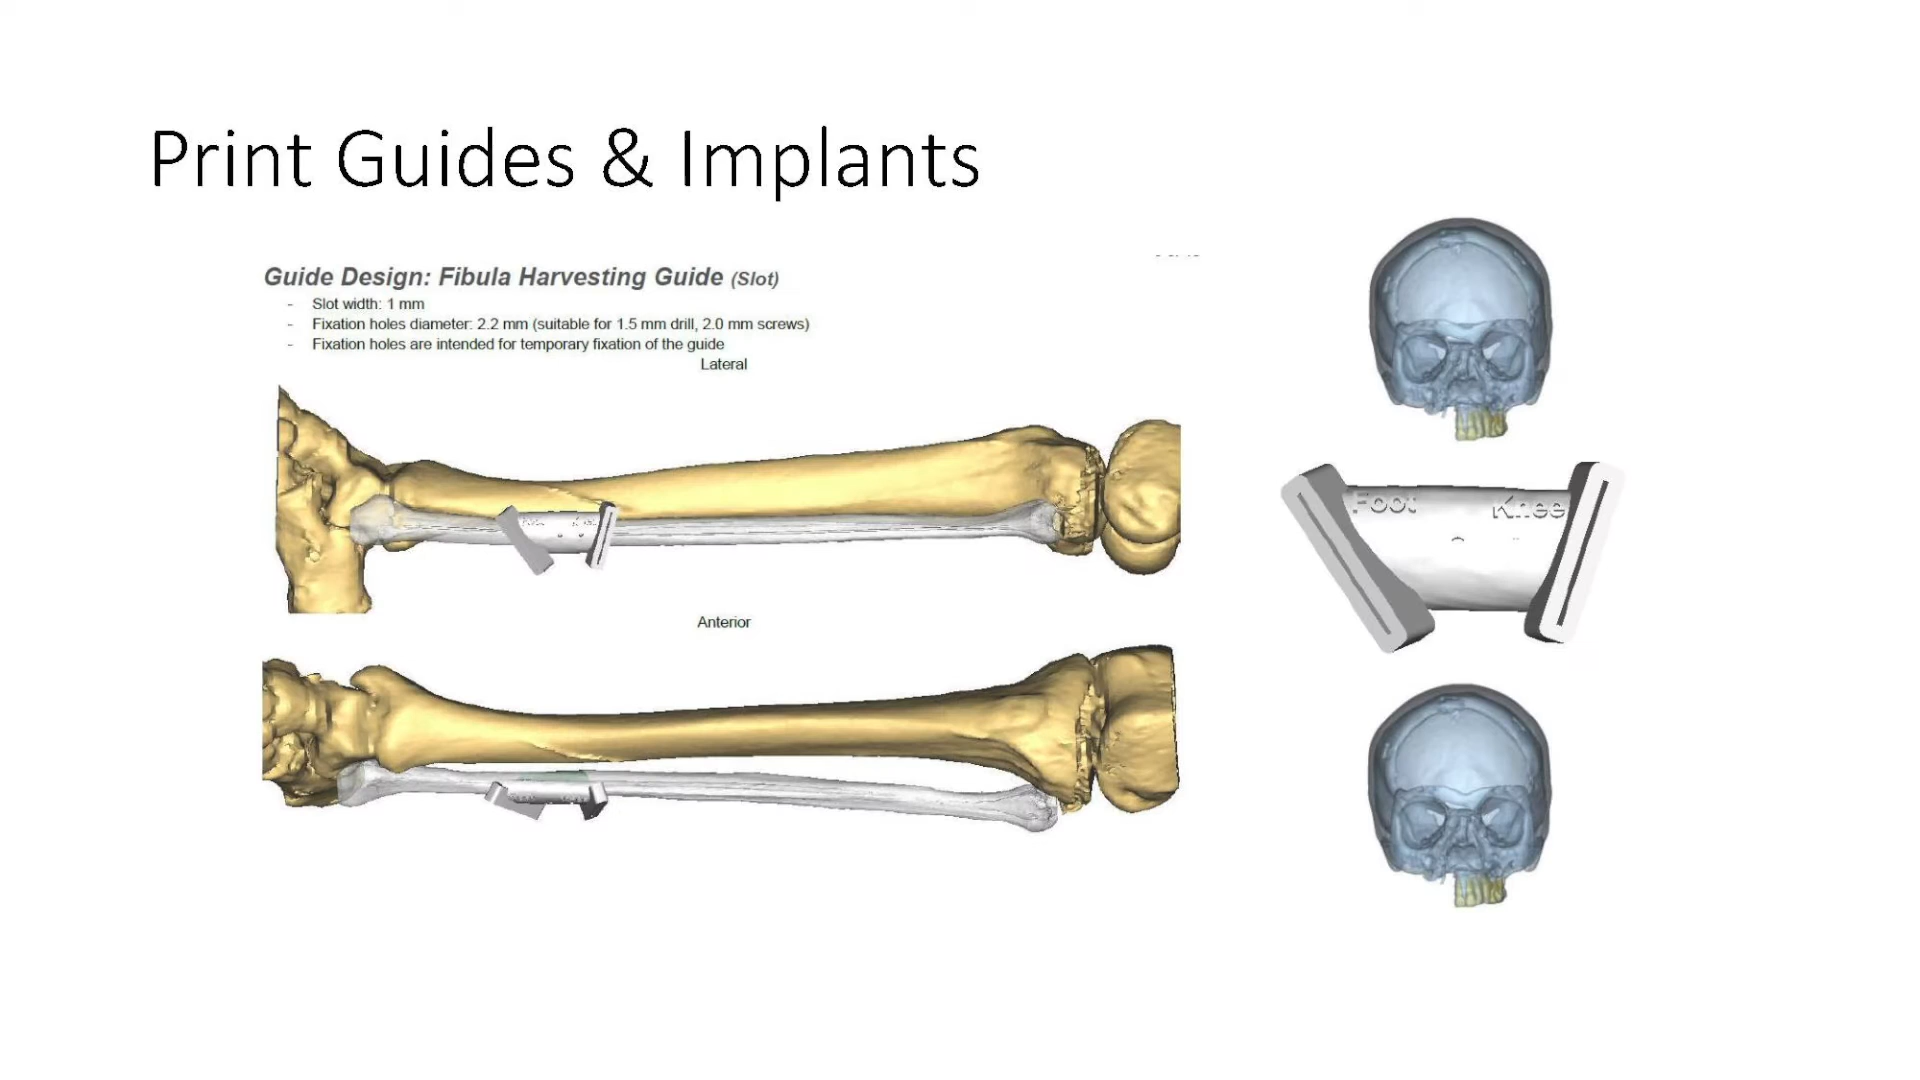 Print Guides & Implants
Guide Design: Fibula Harvesting Guide (Slot)
- Slot width: 1 mm
- Fixation holes diameter: 2.2 mm (suitable for 1.5 mm drill, 2.0 mm screws)
- Fixation holes are intended for temporary fixation of the guide
Lateral
Foot Knee
Anterior